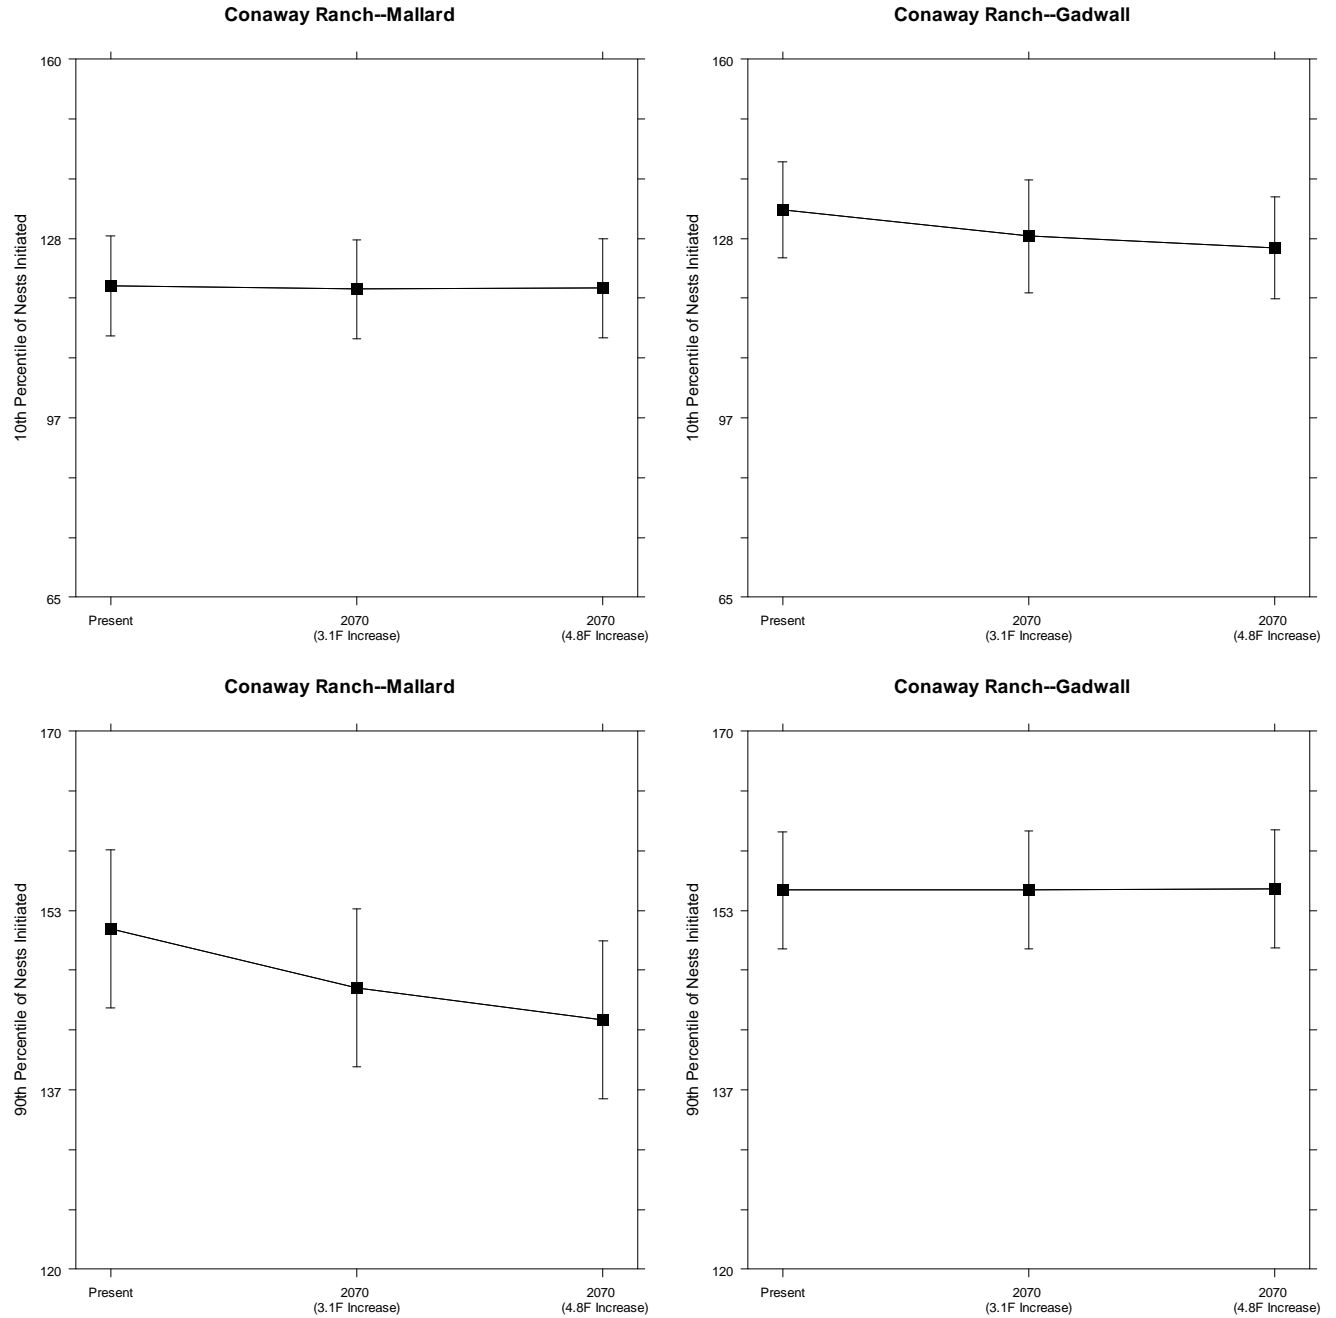 Conaway Ranch--Mallard
10th Percentile of Nests Initiated
160
128
97
65
Present
2070
(3.1F Increase)
2070
(4.8F Increase)
Conaway Ranch--Gadwall
10th Percentile of Nests Initiated
160
128
97
65
Present
2070
(3.1F Increase)
2070
(4.8F Increase)
Conaway Ranch--Mallard
90th Percentile of Nests Iniitiated
170
153
137
120
Present
2070
(3.1F Increase)
2070
(4.8F Increase)
Conaway Ranch--Gadwall
90th Percentile of Nests Iniitiated
170
153
137
120
Present
2070
(3.1F Increase)
2070
(4.8F Increase)